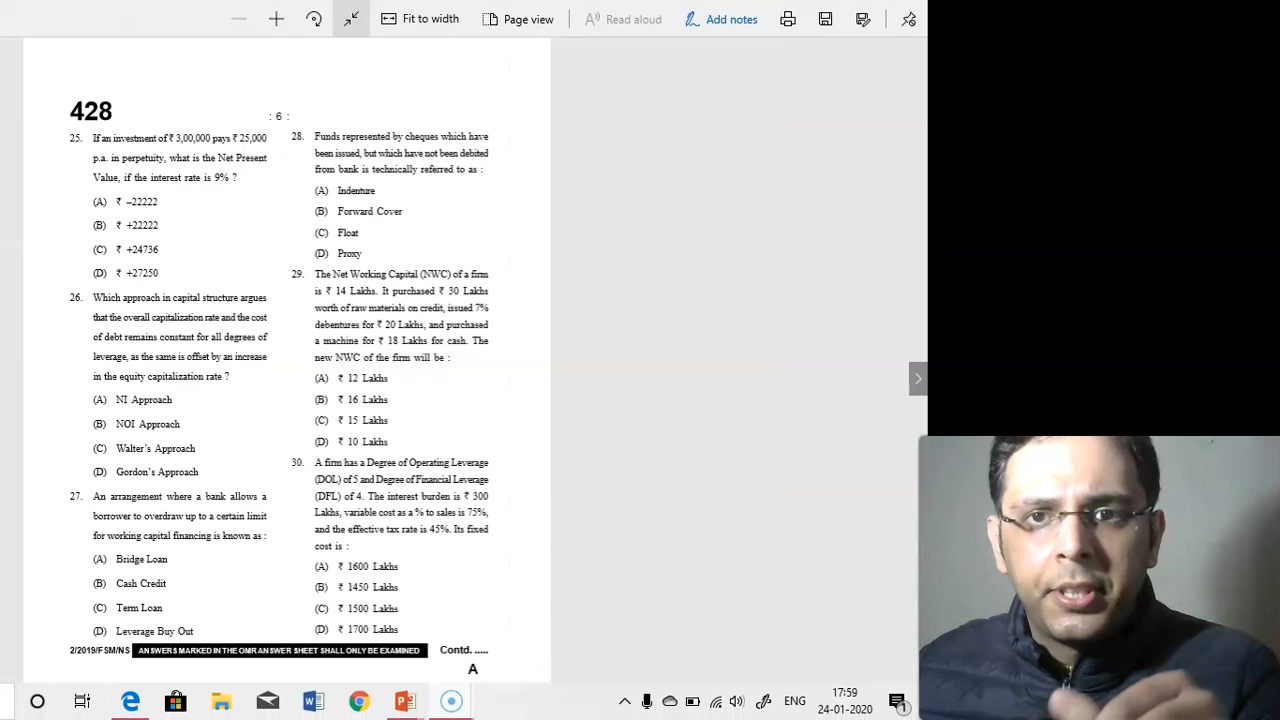 Fit to width
Page view
Read aloud
Add notes
428
: 6 :
25. If an investment of ₹ 3,00,000 pays ₹ 25,000
p.a. in perpetuity, what is the Net Present
Value, if the interest rate is 9% ?
(A) ₹ –22222
(B) ₹ +22222
(C) ₹ +24736
(D) ₹ +27250
26. Which approach in capital structure argues
that the overall capitalization rate and the cost
of debt remains constant for all degrees of
leverage, as the same is offset by an increase
in the equity capitalization rate ?
(A) NI Approach
(B) NOI Approach
(C) Walter's Approach
(D) Gordon's Approach
27. An arrangement where a bank allows a
borrower to overdraw up to a certain limit
for working capital financing is known as :
(A) Bridge Loan
(B) Cash Credit
(C) Term Loan
(D) Leverage Buy Out
28. Funds represented by cheques which have
been issued, but which have not been debited
from bank is technically referred to as :
(A) Indenture
(B) Forward Cover
(C) Float
(D) Proxy
29. The Net Working Capital (NWC) of a firm
is ₹ 14 Lakhs. It purchased ₹ 30 Lakhs
worth of raw materials on credit, issued 7%
debentures for ₹ 20 Lakhs, and purchased
a machine for ₹ 18 Lakhs for cash. The
new NWC of the firm will be :
(A) ₹ 12 Lakhs
(B) ₹ 16 Lakhs
(C) ₹ 15 Lakhs
(D) ₹ 10 Lakhs
30. A firm has a Degree of Operating Leverage
(DOL) of 5 and Degree of Financial Leverage
(DFL) of 4. The interest burden is ₹ 300
Lakhs, variable cost as a % to sales is 75%,
and the effective tax rate is 45%. Its fixed
cost is :
(A) ₹ 1600 Lakhs
(B) ₹ 1450 Lakhs
(C) ₹ 1500 Lakhs
(D) ₹ 1700 Lakhs
2/2019/FSM/NS ANSWERS MARKED IN THE OMR ANSWER SHEET SHALL ONLY BE EXAMINED Contd. .....
A
ENG
17:59
24-01-2020
1